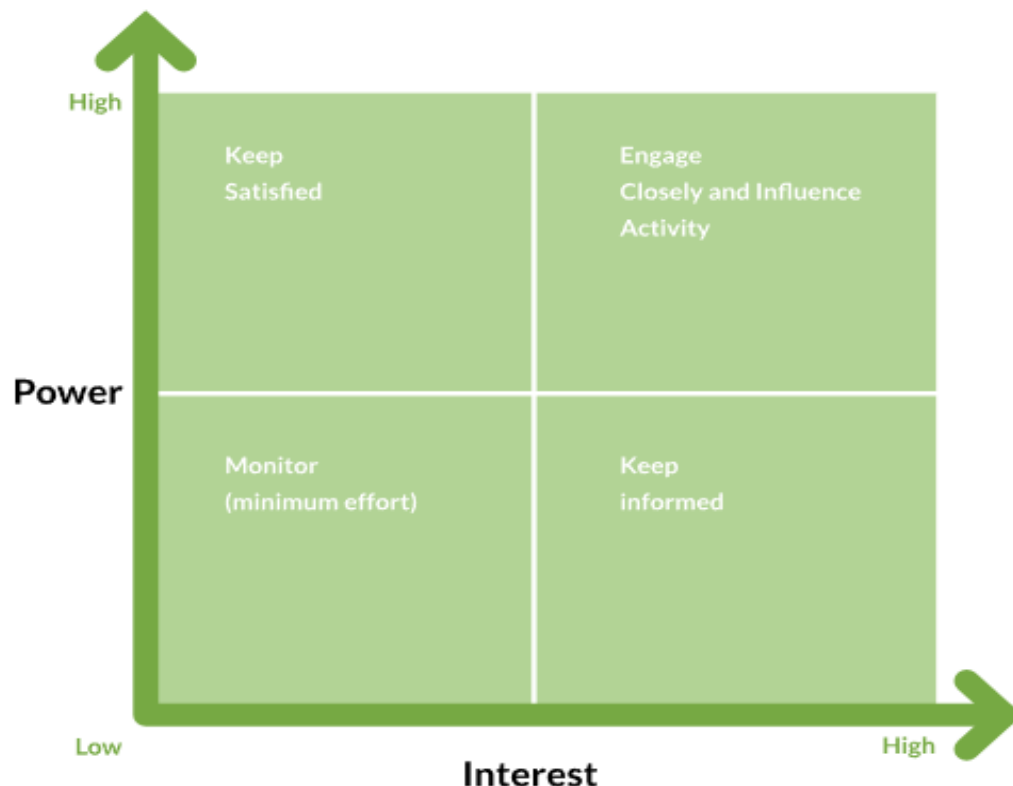 High
Keep
Satisfied
Engage
Closely and Influence
Activity
Power
Monitor
(minimum effort)
Keep
informed
Low
High
Interest